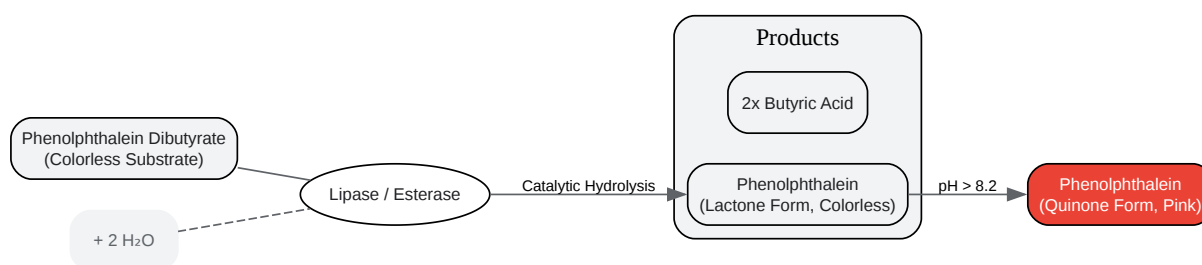 Products
2x Butyric Acid
Phenolphthalein Dibutyrate
(Colorless Substrate)
Lipase / Esterase
Catalytic Hydrolysis
Phenolphthalein
(Lactone Form, Colorless)
pH > 8.2
Phenolphthalein
(Quinone Form, Pink)
+ 2 H₂O